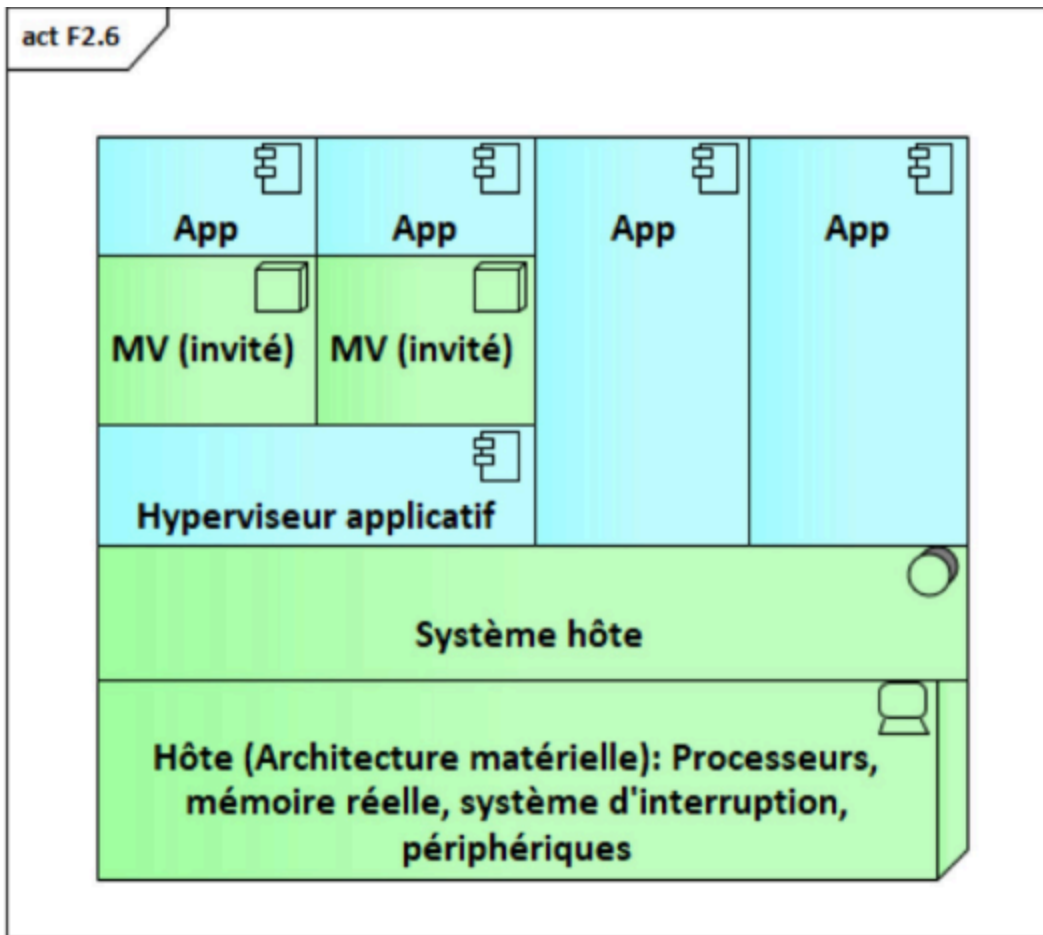 act F2.6
App
App
App
App
MV (invité)
MV (invité)
Hyperviseur applicatif
Système hôte
Hôte (Architecture matérielle): Processeurs,
mémoire réelle, système d'interruption,
périphériques